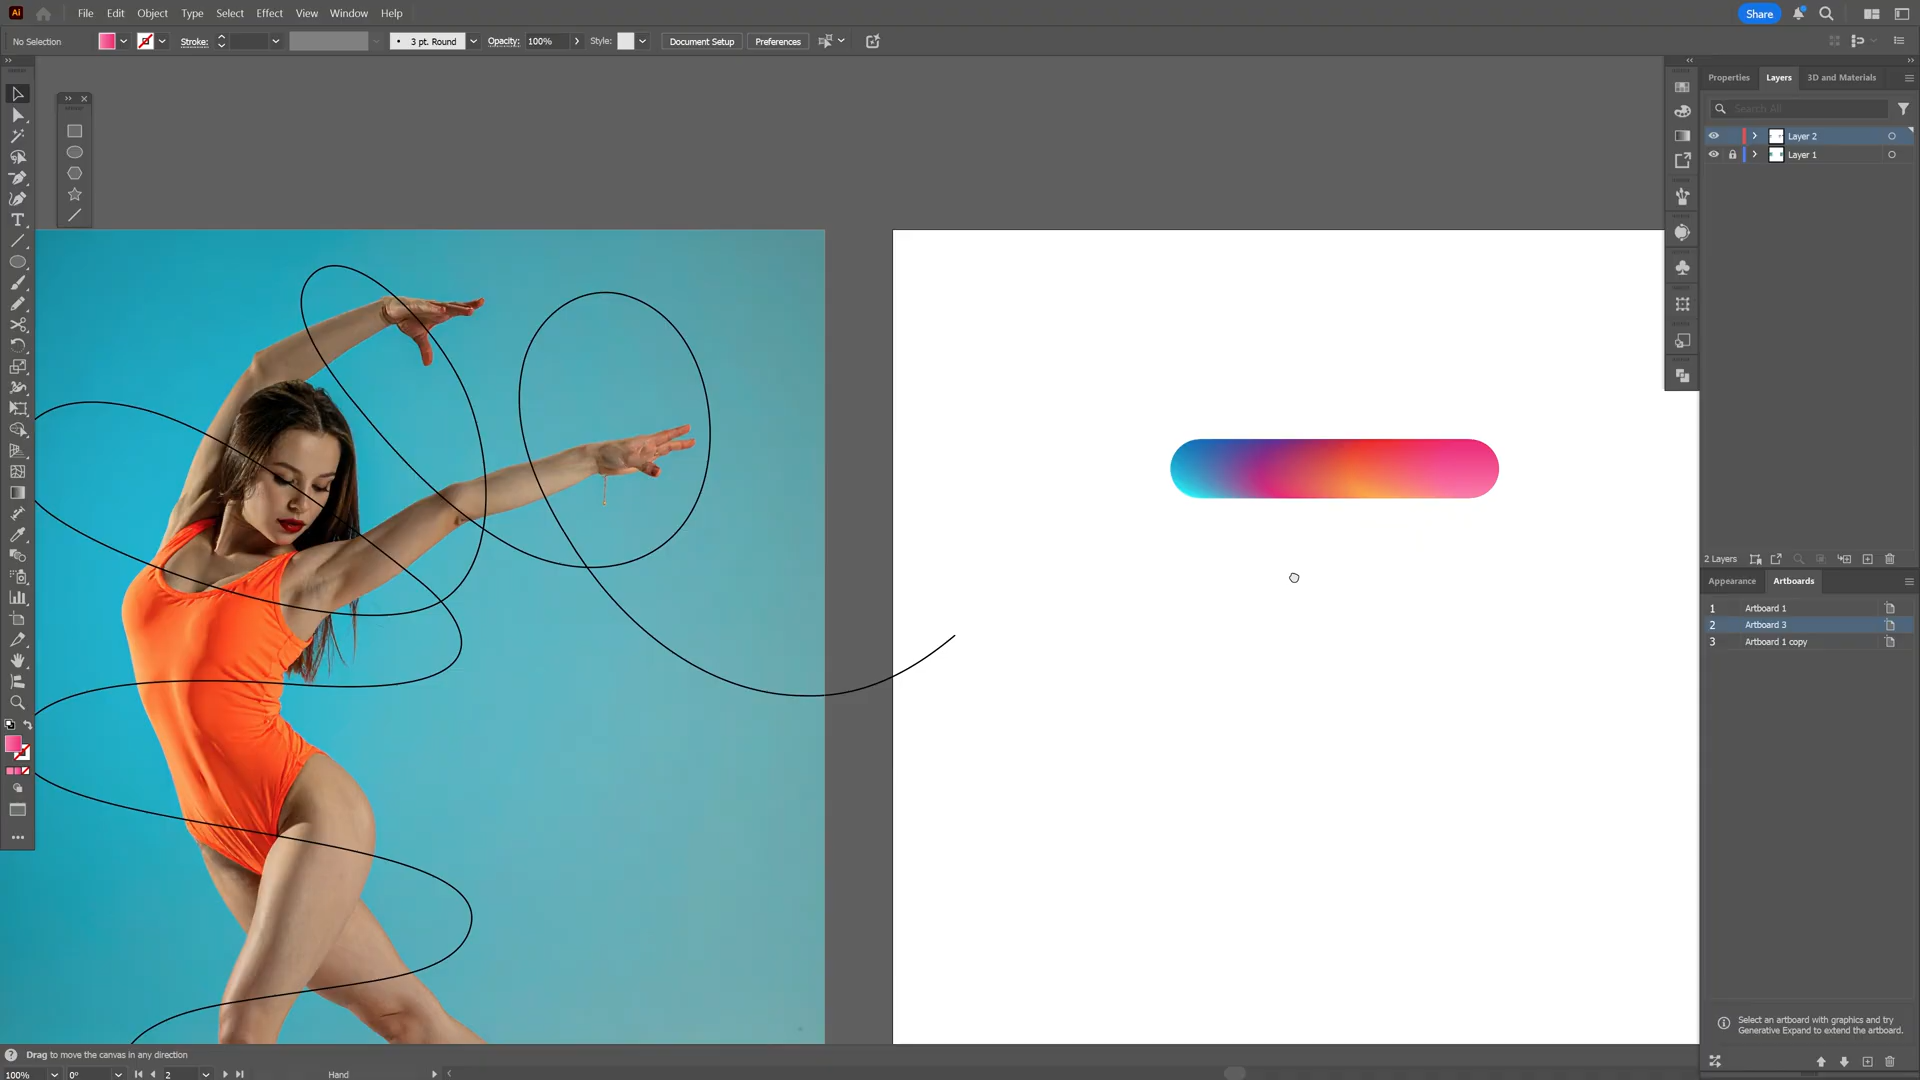 Ai File Edit Object Type Select Effect View Window Help Share
No Selection Stroke: 3 pt. Round Opacity: 100% Style: Document Setup Preferences
Properties Layers 3D and Materials
Search All
Layer 2
Layer 1
2 Layers
Appearance Artboards
1 Artboard 1
2 Artboard 3
3 Artboard 1 copy
Select an artboard with graphics and try
Generative Expand to extend the artboard.
Drag to move the canvas in any direction
100% 0° 2 Hand